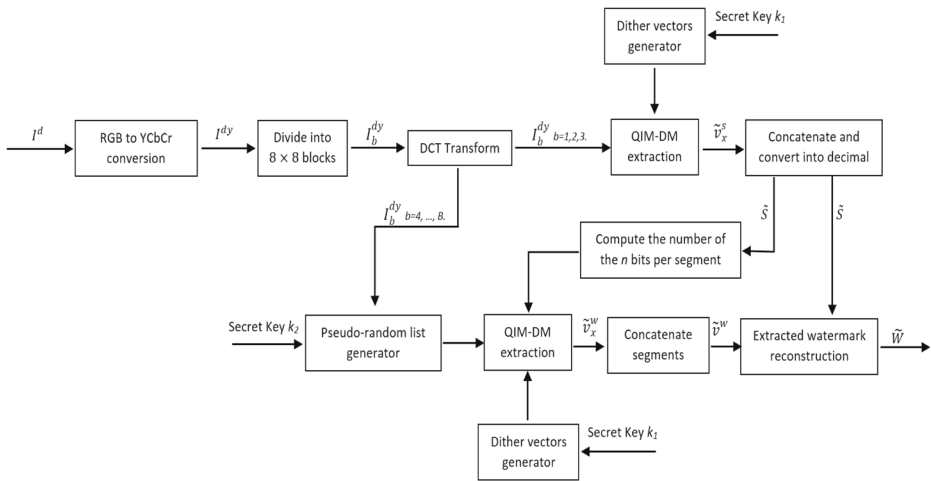 Dither vectors
generator
Secret Key k₁
I^d
RGB to YCbCr
conversion
I^{dy}
Divide into
8 × 8 blocks
I_b^{dy}
DCT Transform
I_b^{dy} b=1,2,3.
QIM-DM
extraction
ṽ_x^s
Concatenate and
convert into decimal
I_b^{dy} b=4, ..., B.
S̃
S̃
Compute the number of
the n bits per segment
Secret Key k₂
Pseudo-random list
generator
QIM-DM
extraction
ṽ_x^w
Concatenate
segments
ṽ^w
Extracted watermark
reconstruction
W̃
Dither vectors
generator
Secret Key k₁